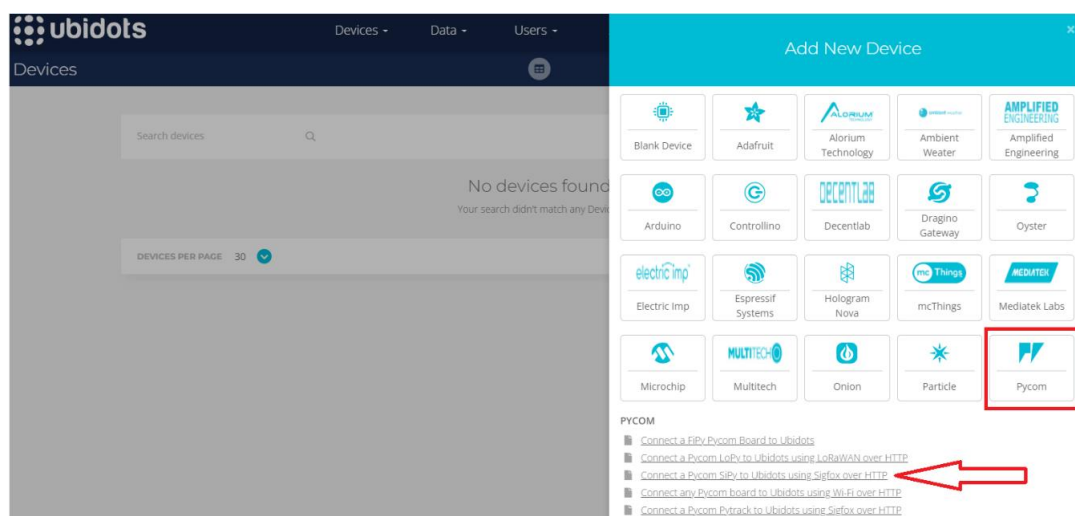 ubidots
Devices
Data
Users
Devices
Search devices
No devices found
Your search didn't match any Devi
DEVICES PER PAGE 30
×
Add New Device
Blank Device
Adafruit
ALORIUM
TECHNOLOGY
Alorium
Technology
ambient weather
Ambient
Weater
AMPLIFIED
ENGINEERING
Amplified
Engineering
Arduino
Controllino
DECENTLAB
Decentlab
Dragino
Gateway
Oyster
electric imp
Electric Imp
Espressif
Systems
Hologram
Nova
mc Things
mcThings
MEDIATEK
Mediatek Labs
Microchip
MULTITECH
Multitech
Onion
Particle
Pycom
PYCOM
Connect a FiPy Pycom Board to Ubidots
Connect a Pycom LoPy to Ubidots using LoRaWAN over HTTP
Connect a Pycom SiPy to Ubidots using Sigfox over HTTP
Connect any Pycom board to Ubidots using Wi-Fi over HTTP
Connect a Pycom Pytrack to Ubidots using Sigfox over HTTP